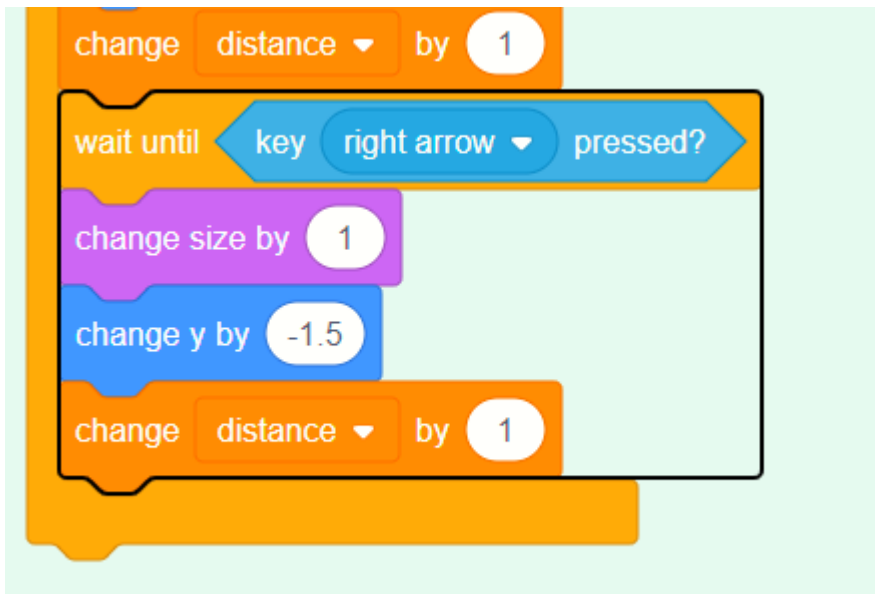 change distance by 1
wait until key right arrow pressed?
change size by 1
change y by -1.5
change distance by 1